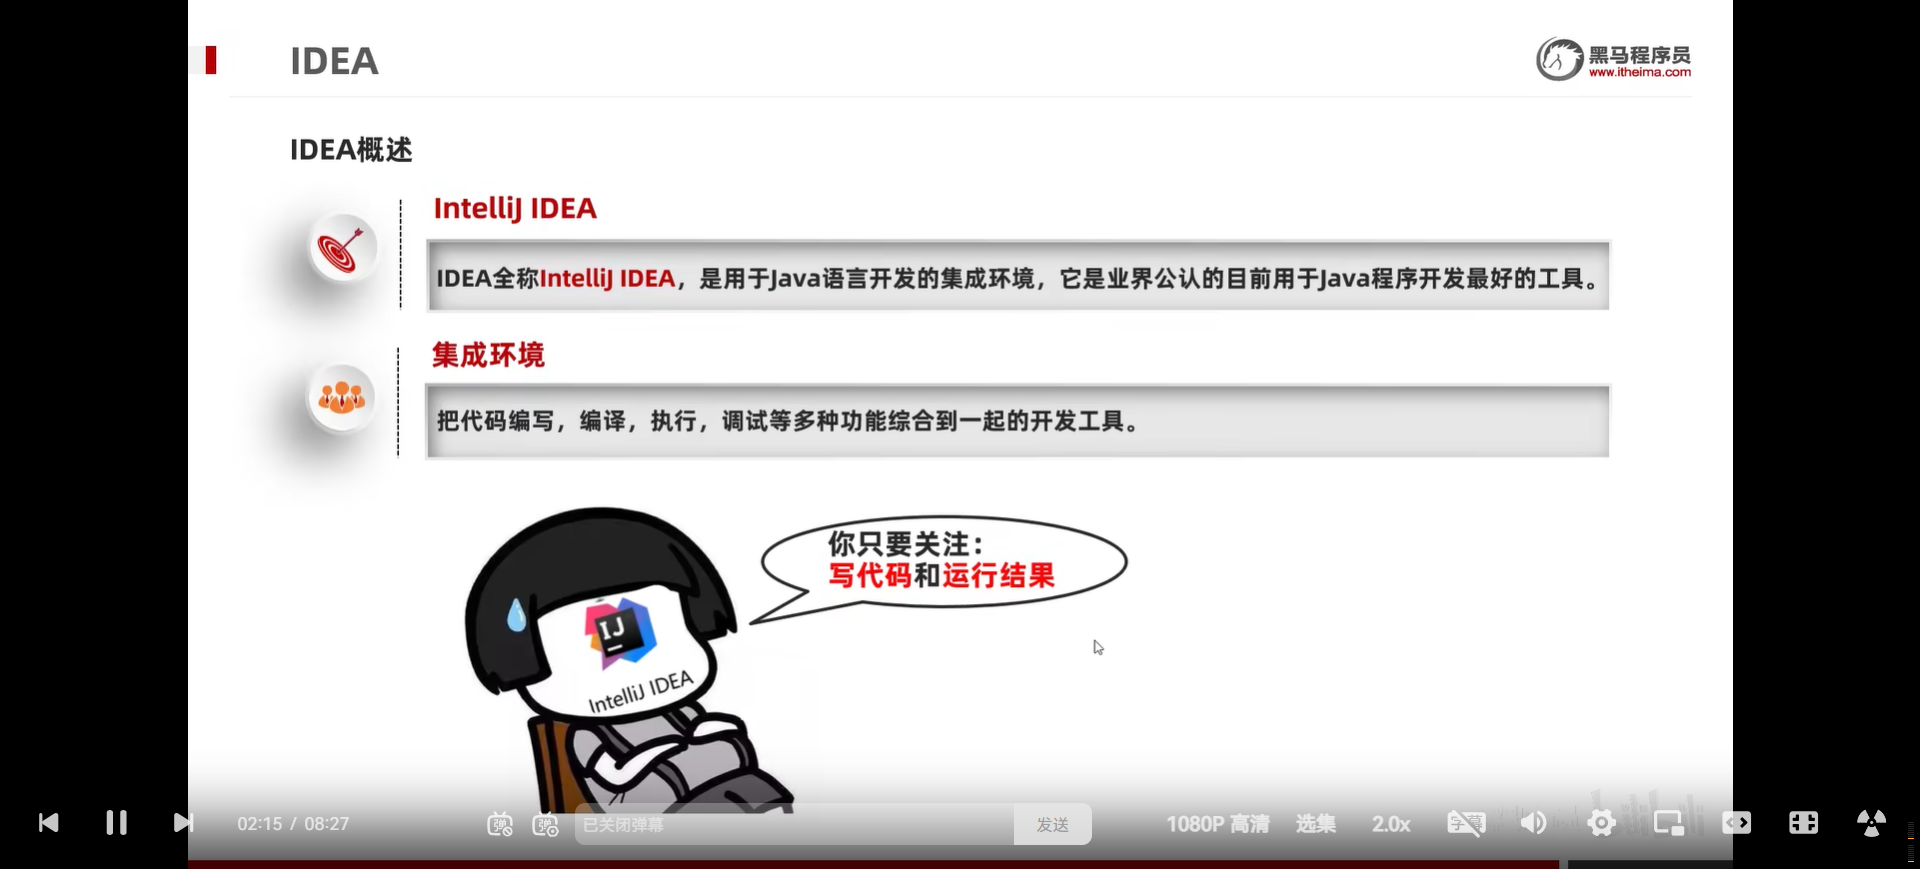 IDEA
黑马程序员
www.itheima.com
IDEA概述
IntelliJ IDEA
IDEA全称IntelliJ IDEA，是用于Java语言开发的集成环境，它是业界公认的目前用于Java程序开发最好的工具。
集成环境
把代码编写，编译，执行，调试等多种功能综合到一起的开发工具。
你只要关注：
写代码和运行结果
IJ
IntelliJ IDEA
02:15 / 08:27
弹
弹
已关闭弹幕
发送
1080P 高清
选集
2.0x
字幕